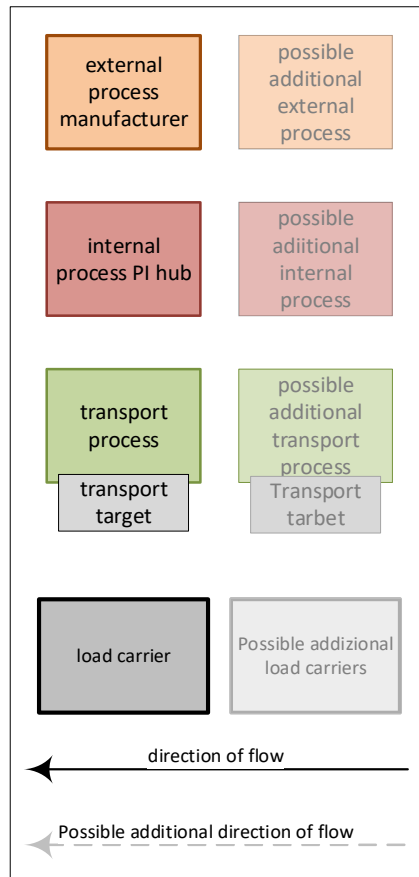 external
process
manufacturer
possible
additional
external
process
internal
process PI hub
possible
adiitional
internal
process
transport
process
transport
target
possible
additional
transport
process
Transport
tarbet
load carrier
Possible addizional
load carriers
direction of flow
Possible additional direction of flow